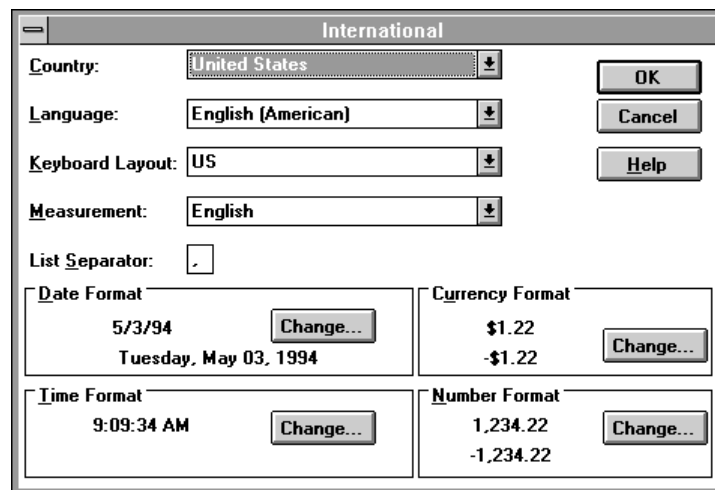 International
Country: United States
OK
Language: English (American)
Cancel
Keyboard Layout: US
Help
Measurement: English
List Separator: ,
Date Format
5/3/94
Change...
Tuesday, May 03, 1994
Currency Format
$1.22
Change...
-$1.22
Time Format
9:09:34 AM
Change...
Number Format
1,234.22
Change...
-1,234.22